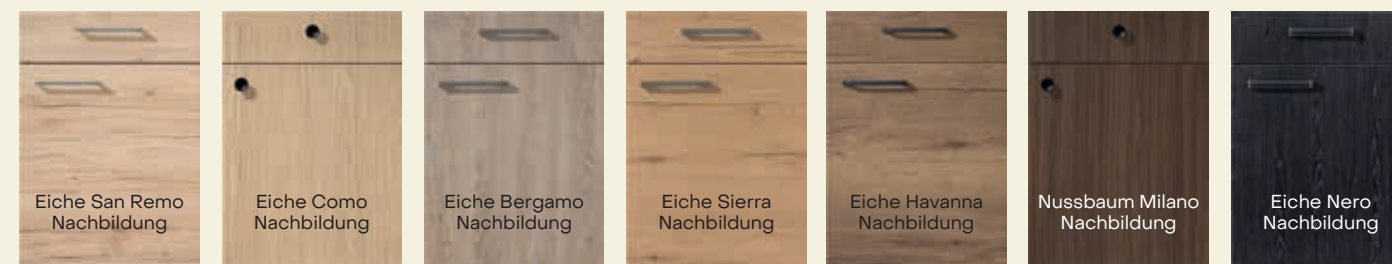 Eiche San Remo
Nachbildung
Eiche Como
Nachbildung
Eiche Bergamo
Nachbildung
Eiche Sierra
Nachbildung
Eiche Havanna
Nachbildung
Nussbaum Milano
Nachbildung
Eiche Nero
Nachbildung